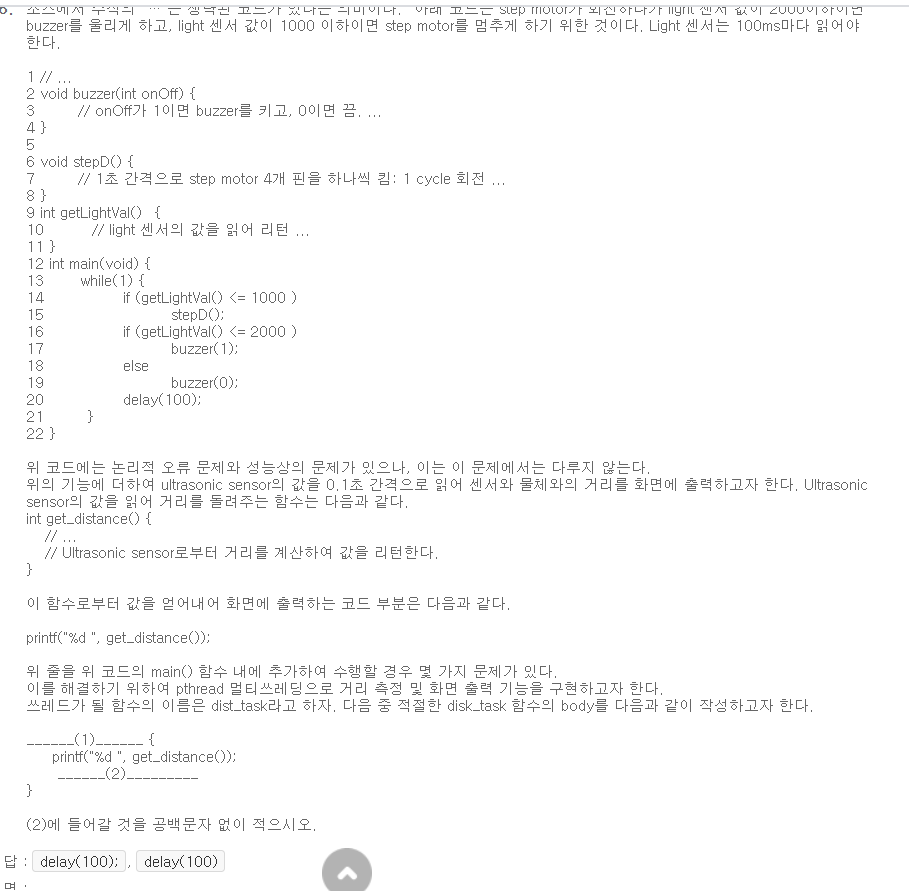 6. 소스에서 주석의 "..."은 생략된 코드가 있다는 의미이다. 아래 코드는 step motor가 회전하다가 light 센서 값이 2000이하이면
buzzer를 울리게 하고, light 센서 값이 1000 이하이면 step motor를 멈추게 하기 위한 것이다. Light 센서는 100ms마다 읽어야
한다.
1 // ...
2 void buzzer(int onOff) {
3 // onOff가 1이면 buzzer를 키고, 0이면 끔. ...
4 }
5
6 void stepD() {
7 // 1초 간격으로 step motor 4개 핀을 하나씩 킴: 1 cycle 회전 ...
8 }
9 int getLightVal() {
10 // light 센서의 값을 읽어 리턴 ...
11 }
12 int main(void) {
13 while(1) {
14 if (getLightVal() <= 1000 )
15 stepD();
16 if (getLightVal() <= 2000 )
17 buzzer(1);
18 else
19 buzzer(0);
20 delay(100);
21 }
22 }
위 코드에는 논리적 오류 문제와 성능상의 문제가 있으나, 이는 이 문제에서는 다루지 않는다.
위의 기능에 더하여 ultrasonic sensor의 값을 0.1초 간격으로 읽어 센서와 물체와의 거리를 화면에 출력하고자 한다. Ultrasonic
sensor의 값을 읽어 거리를 돌려주는 함수는 다음과 같다.
int get_distance() {
// ...
// Ultrasonic sensor로부터 거리를 계산하여 값을 리턴한다.
}
이 함수로부터 값을 얻어내어 화면에 출력하는 코드 부분은 다음과 같다.
printf("%d ", get_distance());
위 줄을 위 코드의 main() 함수 내에 추가하여 수행할 경우 몇 가지 문제가 있다.
이를 해결하기 위하여 pthread 멀티쓰레딩으로 거리 측정 및 화면 출력 기능을 구현하고자 한다.
쓰레드가 될 함수의 이름은 dist_task라고 하자. 다음 중 적절한 disk_task 함수의 body를 다음과 같이 작성하고자 한다.
______(1)______ {
printf("%d ", get_distance());
______(2)_________
}
(2)에 들어갈 것을 공백문자 없이 적으시오.
답 : delay(100); , delay(100)